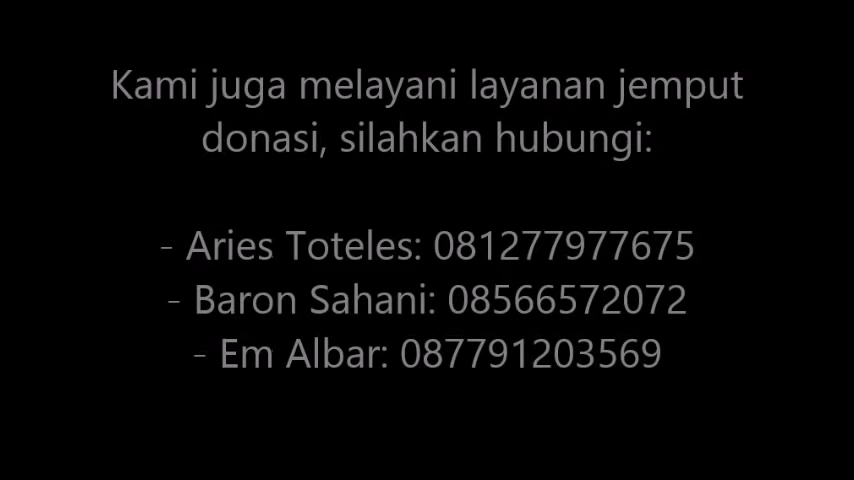 Kami juga melayani layanan jemput
donasi, silahkan hubungi:
- Aries Toteles: 081277977675
- Baron Sahani: 08566572072
- Em Albar: 087791203569